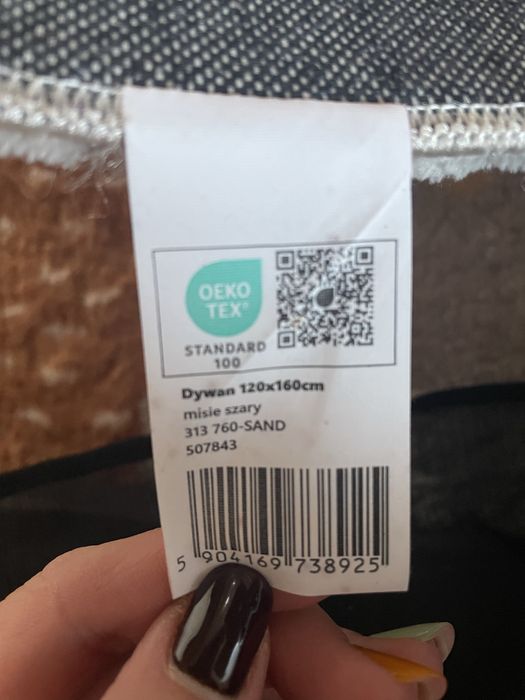 OEKO
TEX®
STANDARD
100
Dywan 120x160cm
misie szary
313 760-SAND
507843
5 904169 738925